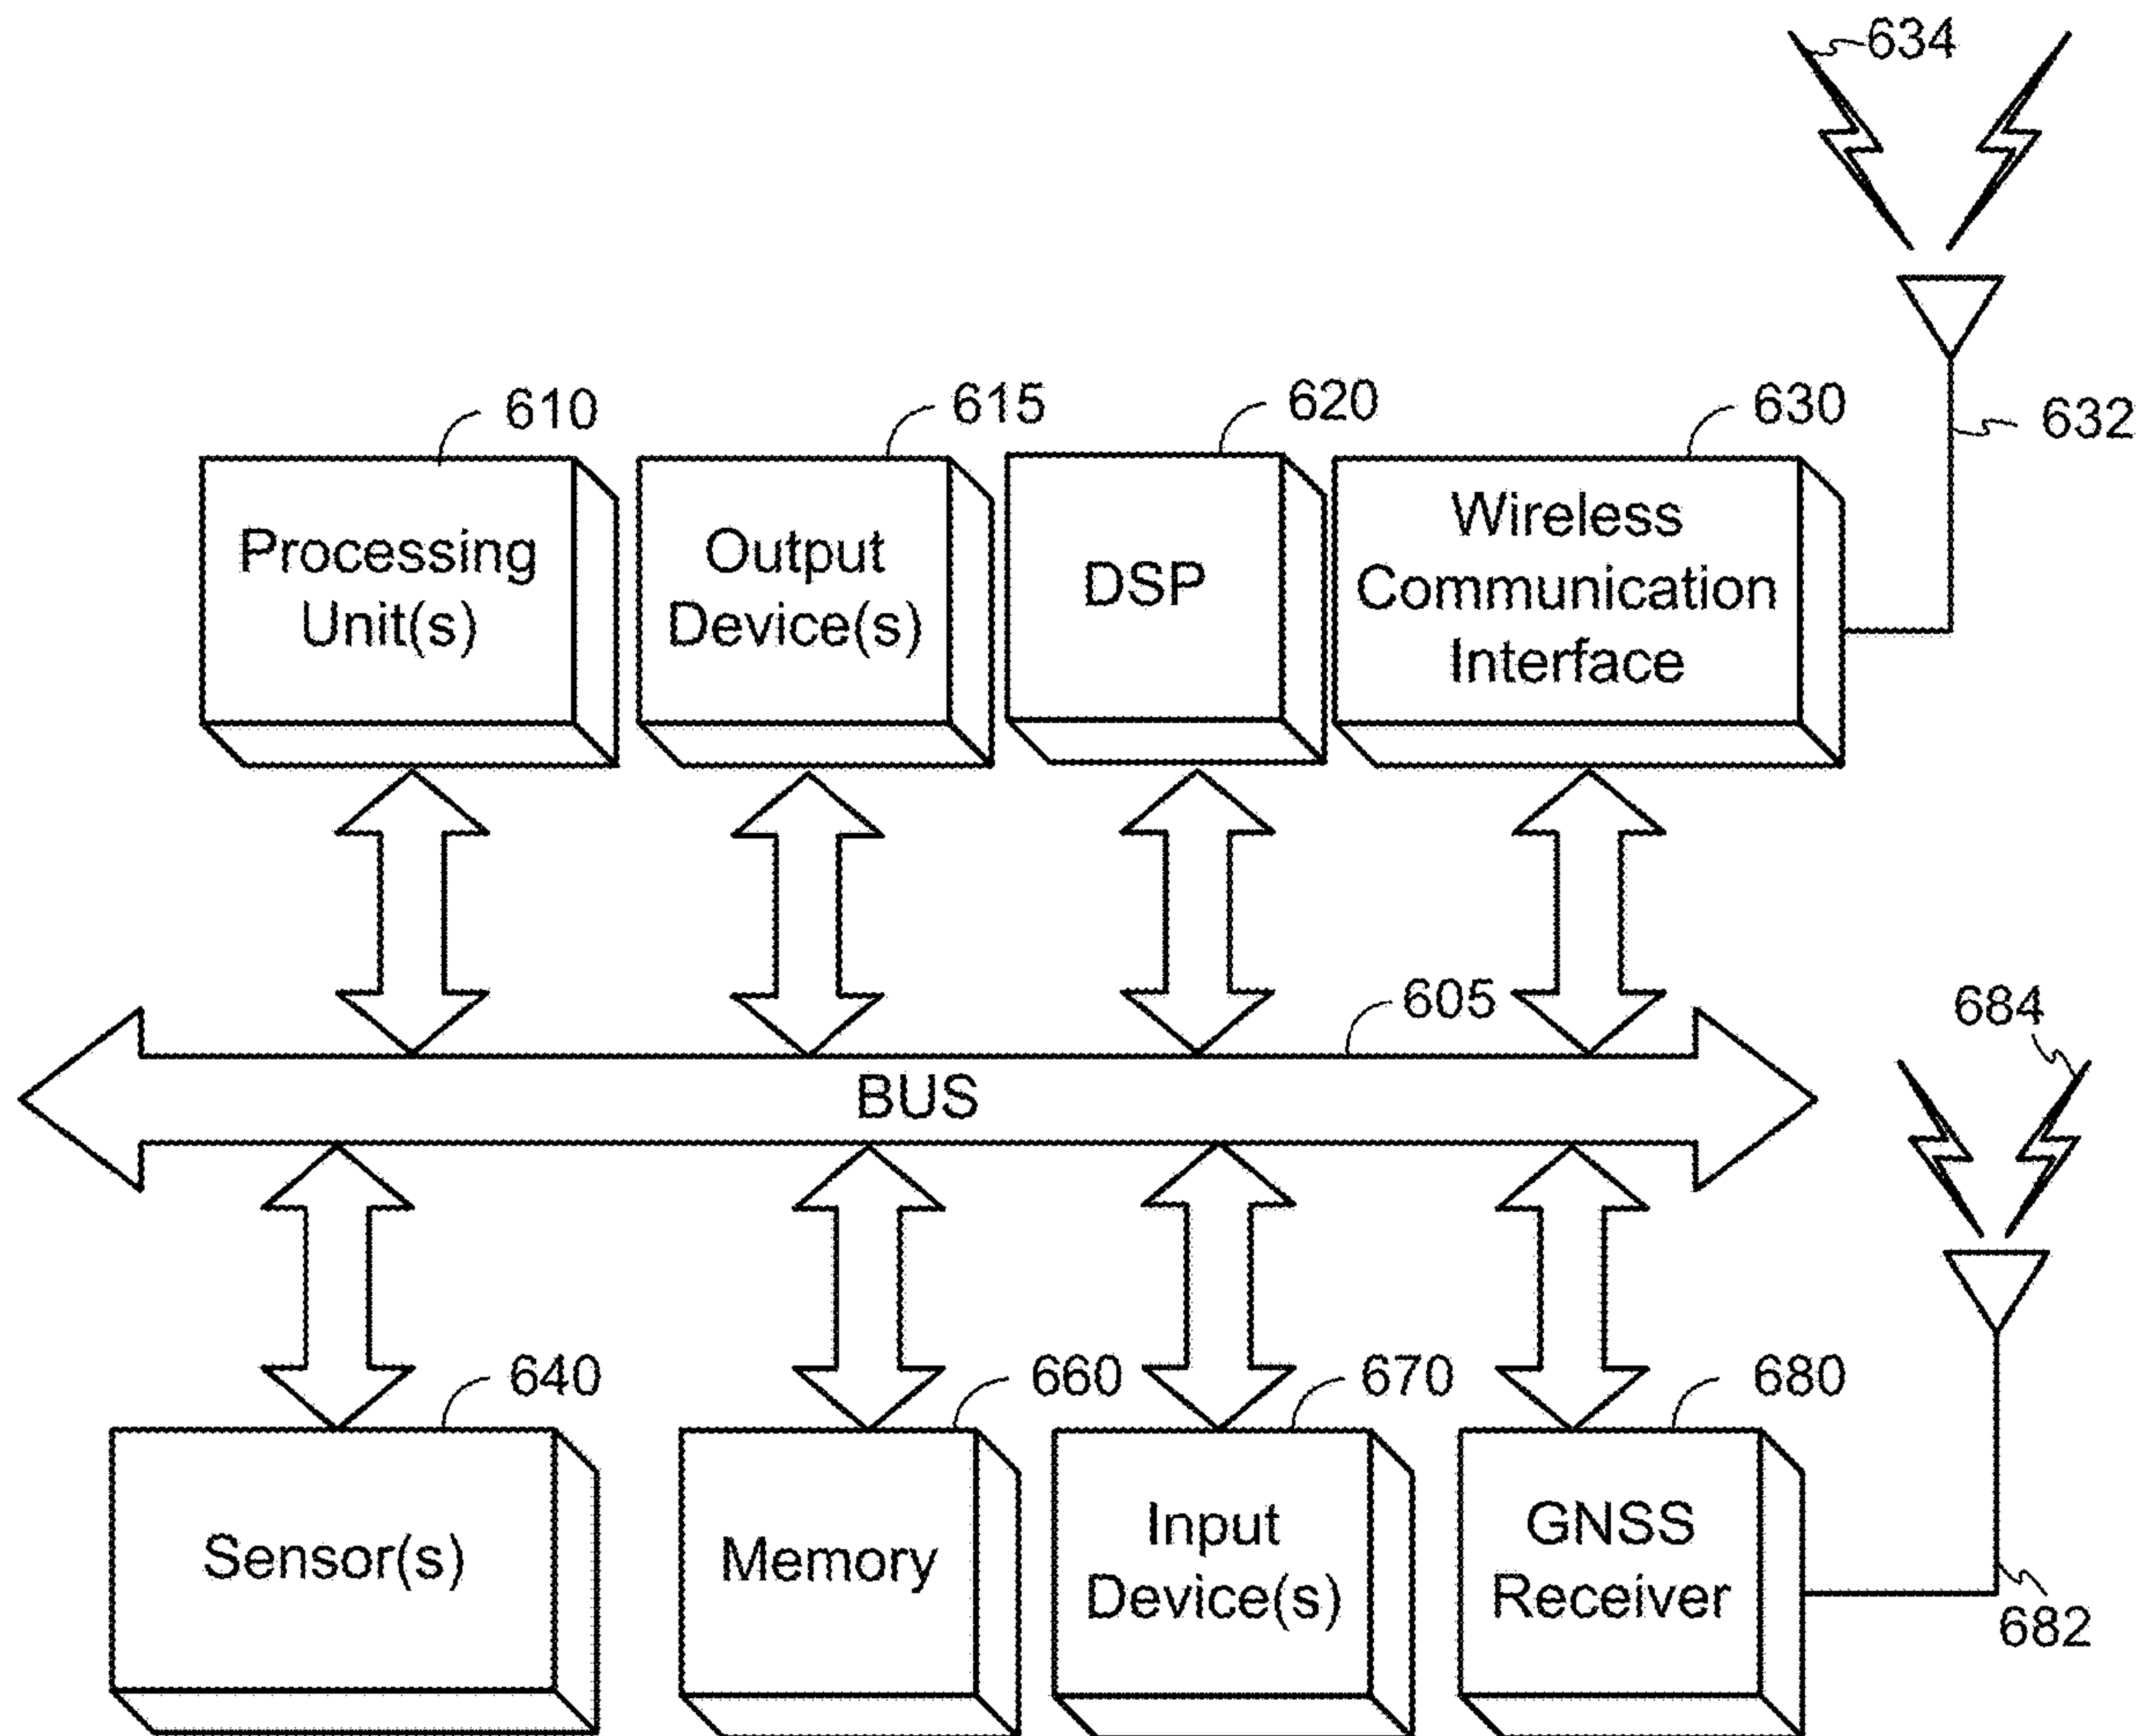 634
610
615
620
630
632
Processing
Unit(s)
Output
Device(s)
DSP
Wireless
Communication
Interface
605
684
BUS
640
660
670
680
Sensor(s)
Memory
Input
Device(s)
GNSS
Receiver
682